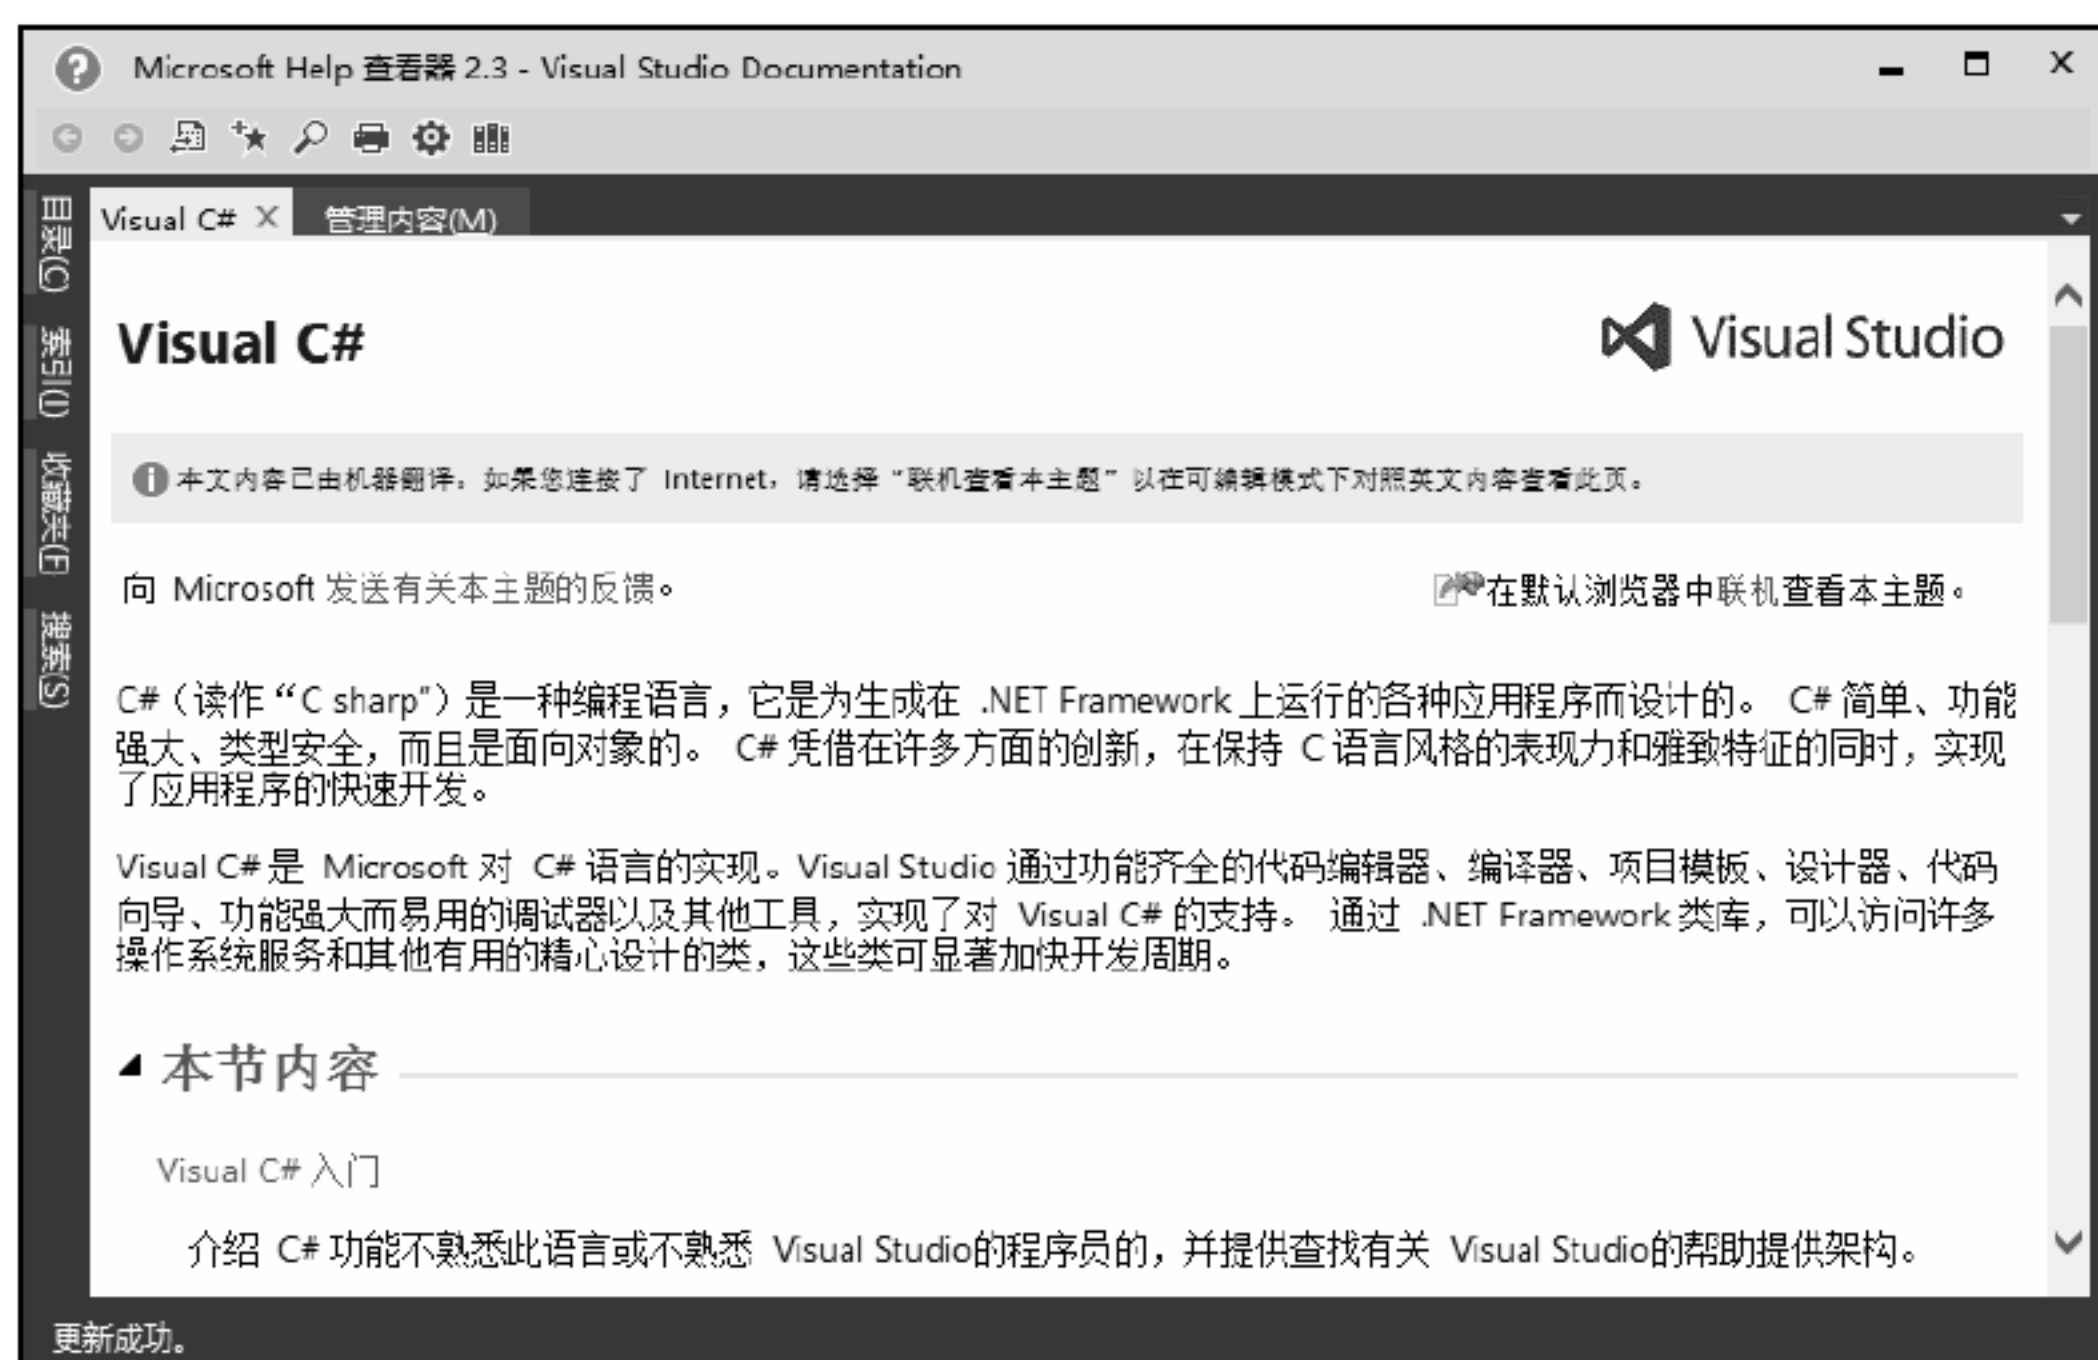 Microsoft Help 查看器 2.3 - Visual Studio Documentation
Visual C# X 管理内容(M)
目录(C)
索引(I)
收藏夹(F)
搜索(S)
Visual C#
Visual Studio
本文内容已由机器翻译。如果您连接了 Internet，请选择“联机查看本主题”以在可编辑模式下对照英文内容查看此页。
向 Microsoft 发送有关本主题的反馈。
在默认浏览器中联机查看本主题。
C#（读作“C sharp"）是一种编程语言，它是为生成在 .NET Framework 上运行的各种应用程序而设计的。 C# 简单、功能
强大、类型安全，而且是面向对象的。 C# 凭借在许多方面的创新，在保持 C 语言风格的表现力和雅致特征的同时，实现
了应用程序的快速开发。
Visual C# 是 Microsoft 对 C# 语言的实现。Visual Studio 通过功能齐全的代码编辑器、编译器、项目模板、设计器、代码
向导、功能强大而易用的调试器以及其他工具，实现了对 Visual C# 的支持。 通过 .NET Framework 类库，可以访问许多
操作系统服务和其他有用的精心设计的类，这些类可显著加快开发周期。
本节内容
Visual C# 入门
介绍 C# 功能不熟悉此语言或不熟悉 Visual Studio的程序员的，并提供查找有关 Visual Studio的帮助提供架构。
更新成功。